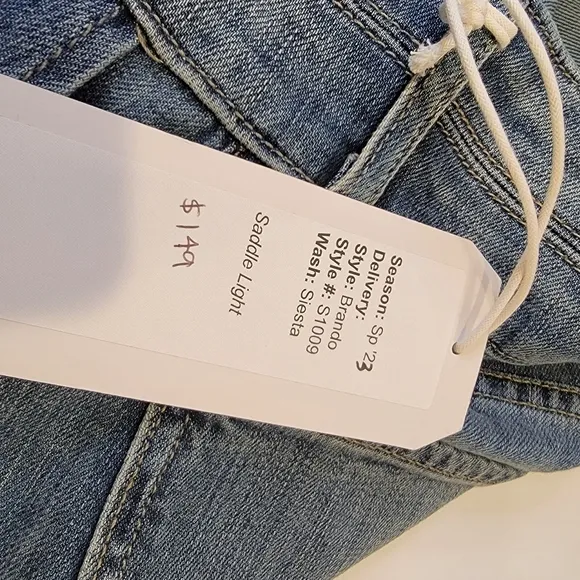 Season: Sp '23
Delivery:
Style: Brando
Style #: S1009
Wash: Siesta
Saddle Light
$149